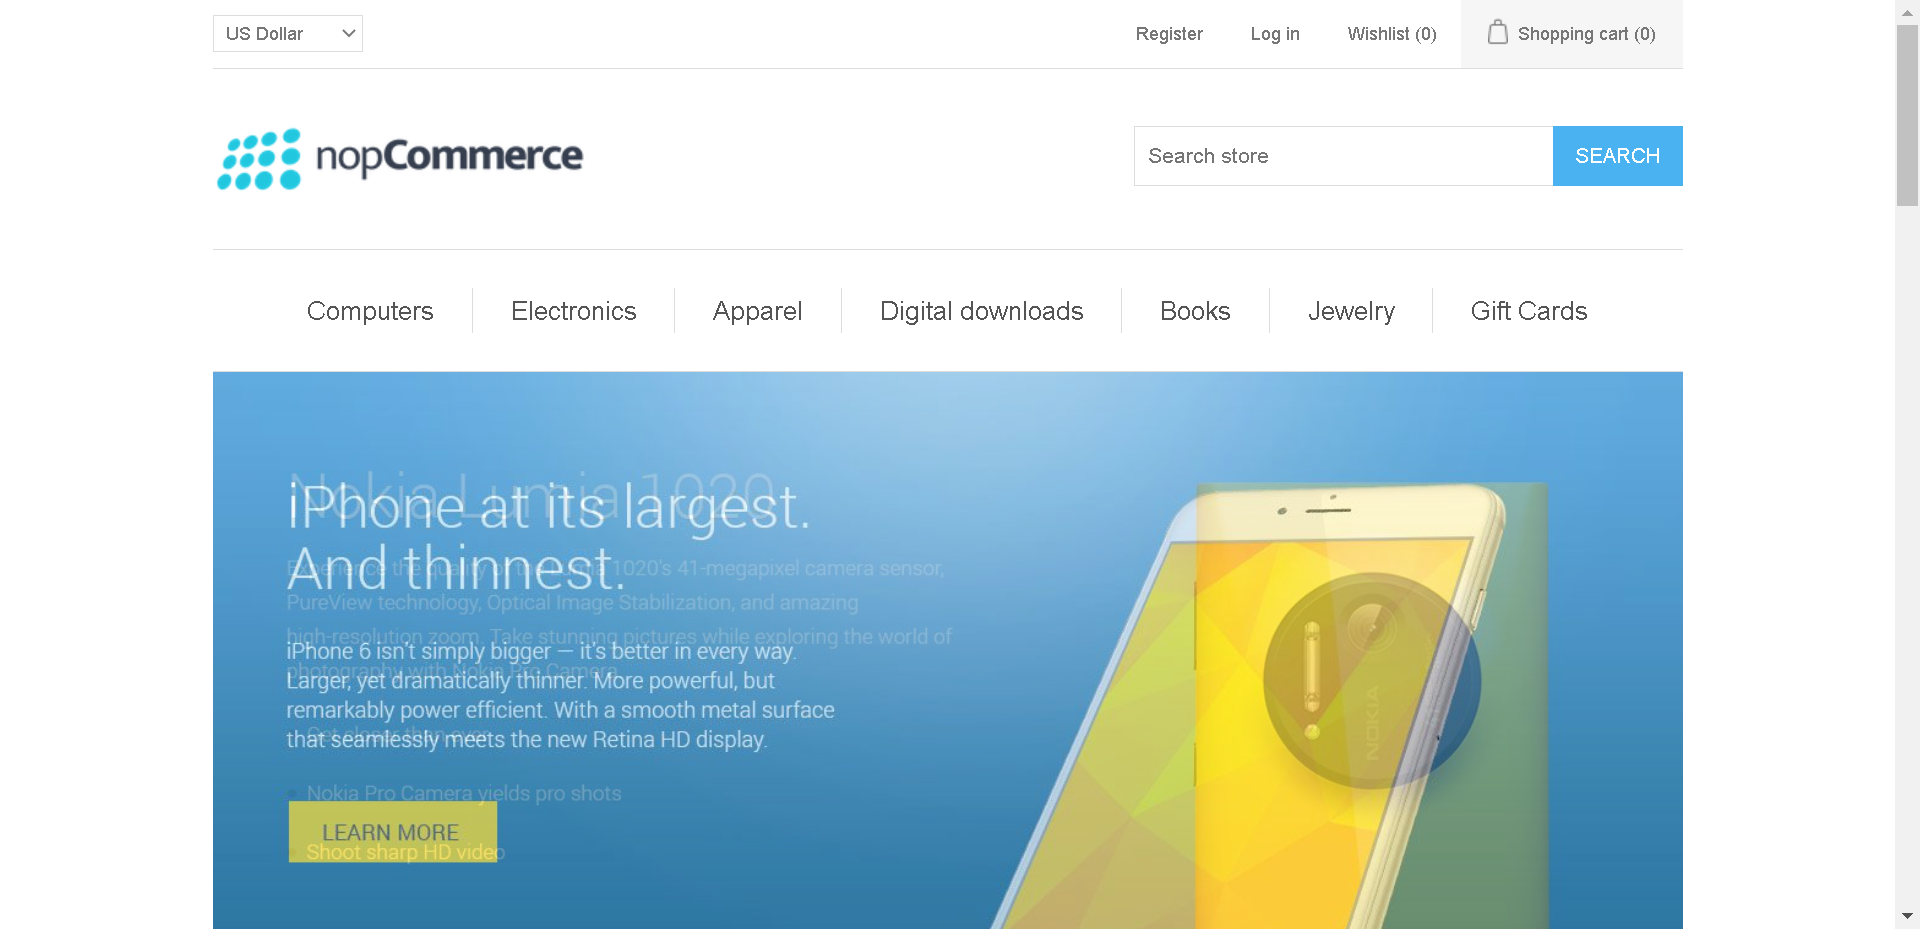 US Dollar
Register
Log in
Wishlist (0)
Shopping cart (0)
nopCommerce
Search store
SEARCH
Computers
Electronics
Apparel
Digital downloads
Books
Jewelry
Gift Cards
Nokia Lumia 1020
iPhone at its largest.
And thinnest.
Experience the quality of the Lumia 1020's 41-megapixel camera sensor,
PureView technology, Optical Image Stabilization, and amazing
high-resolution zoom. Take stunning pictures while exploring the world of
photography with Nokia Pro Camera.
iPhone 6 isn't simply bigger — it's better in every way.
Larger, yet dramatically thinner. More powerful, but
remarkably power efficient. With a smooth metal surface
that seamlessly meets the new Retina HD display.
Get closer than ever
Nokia Pro Camera yields pro shots
LEARN MORE
Shoot sharp HD video
NOKIA